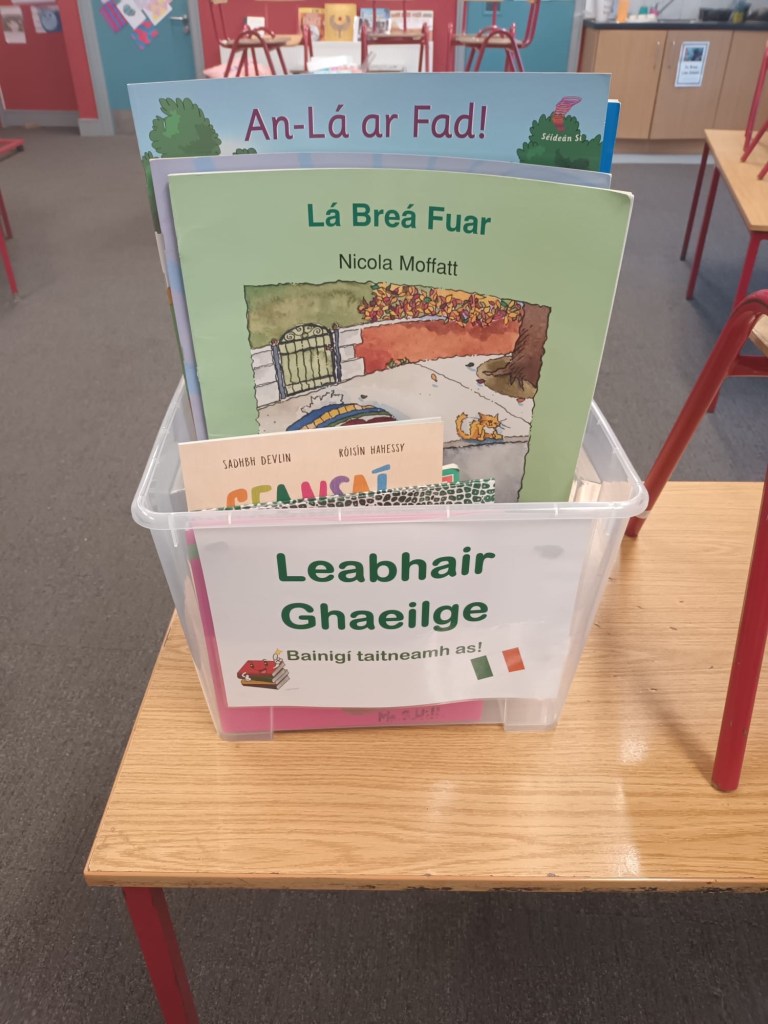 An-Lá ar Fad!
Séideán Sí
Lá Breá Fuar
Nicola Moffatt
SADHBH DEVLIN
RÓISÍN HAHESSY
GEANSAÍ
Leabhair
Ghaeilge
Bainigí taitneamh as!